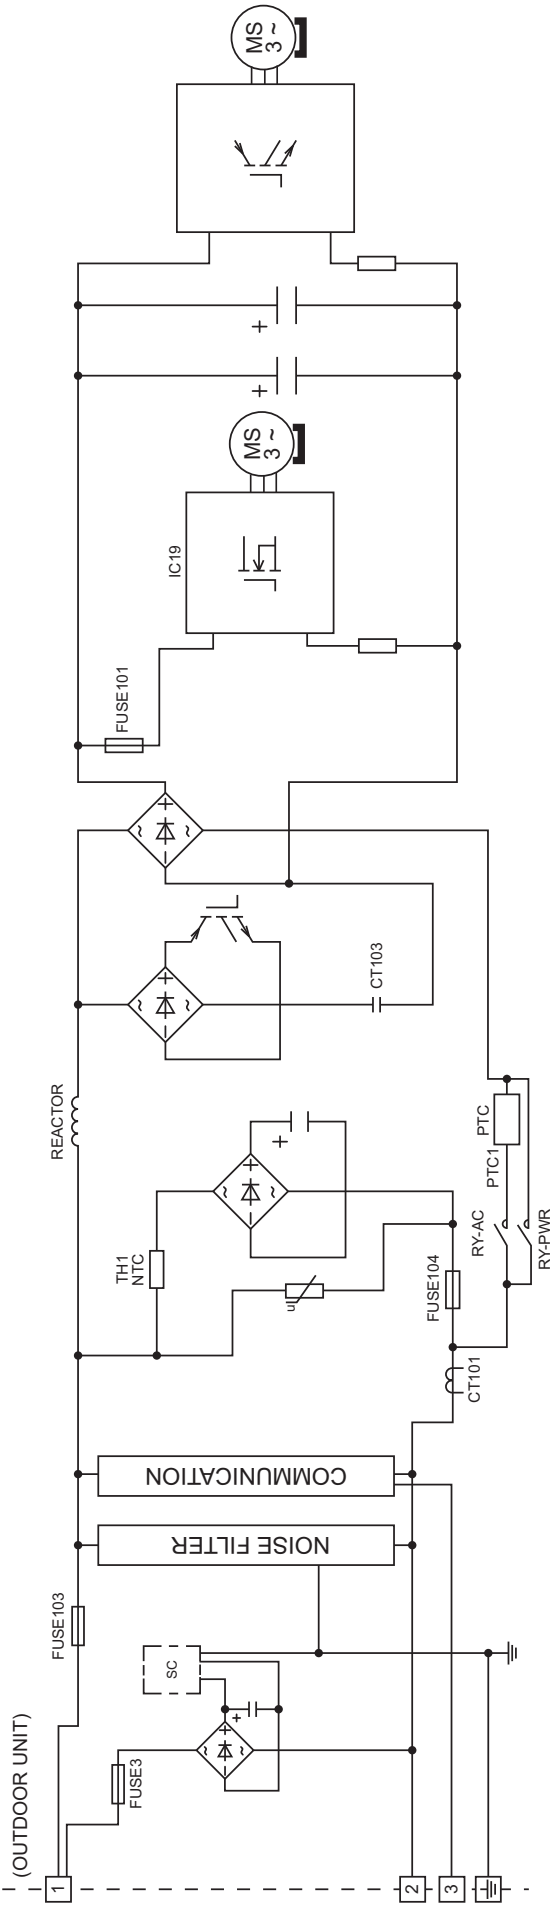 (OUTDOOR UNIT)
1
2
3
FUSE3
FUSE103
SC
+
+ −
~ ~
NOISE FILTER
COMMUNICATION
CT101
FUSE104
TH1
NTC
u
+ −
~ ~
+
RY-AC
RY-PWR
PTC1
PTC
REACTOR
+ −
~ ~
CT103
+ −
~ ~
FUSE101
IC19
MS
3 ~
+
+
MS
3 ~